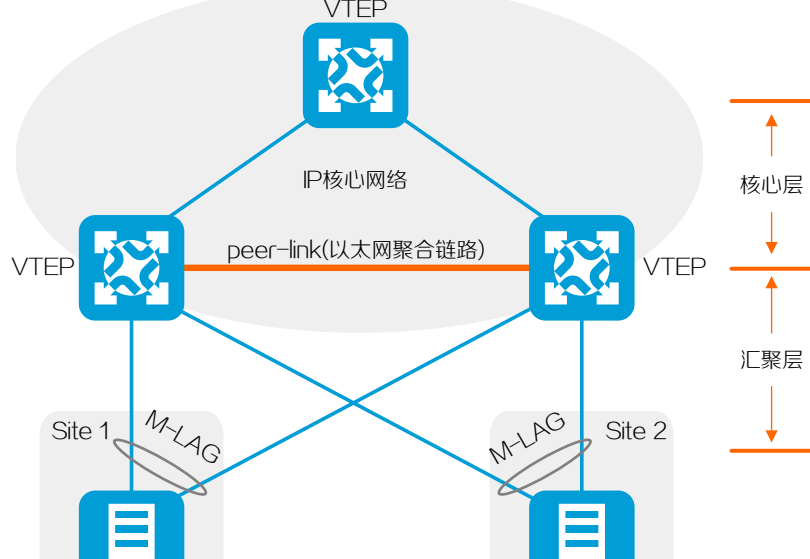 VTEP
IP核心网络
核心层
peer-link(以太网聚合链路)
VTEP
VTEP
汇聚层
Site 1
M-LAG
M-LAG
Site 2